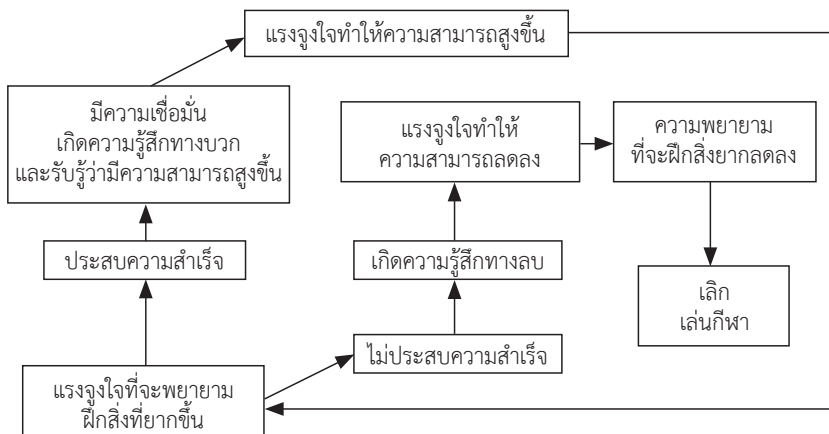 แรงจูงใจทำให้ความสามารถสูงขึ้น
มีความเชื่อมั่น
เกิดความรู้สึกทางบวก
และรับรู้ว่ามีความสามารถสูงขึ้น
แรงจูงใจทำให้
ความสามารถลดลง
ความพยายาม
ที่จะฝึกสิ่งยากลดลง
ประสบความสำเร็จ
เกิดความรู้สึกทางลบ
เลิก
เล่นกีฬา
ไม่ประสบความสำเร็จ
แรงจูงใจที่จะพยายาม
ฝึกสิ่งที่ยากขึ้น